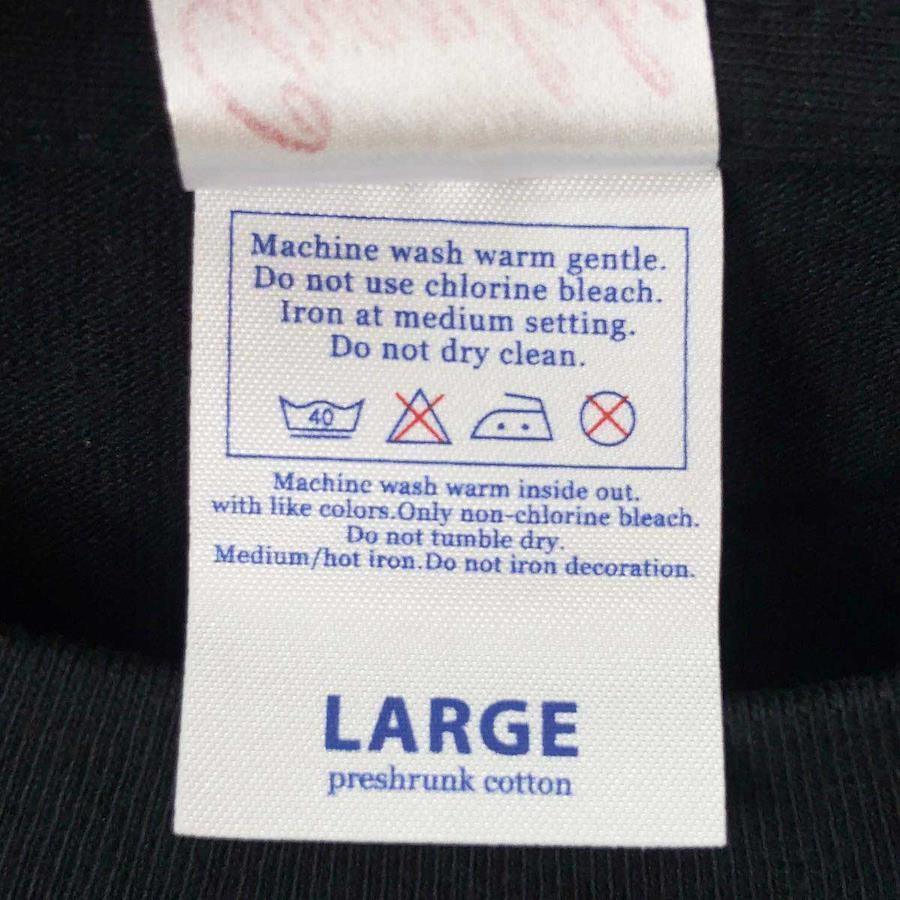 Machine wash warm gentle.
Do not use chlorine bleach.
Iron at medium setting.
Do not dry clean.
40
Machine wash warm inside out.
with like colors.Only non-chlorine bleach.
Do not tumble dry.
Medium/hot iron.Do not iron decoration.
LARGE
preshrunk cotton